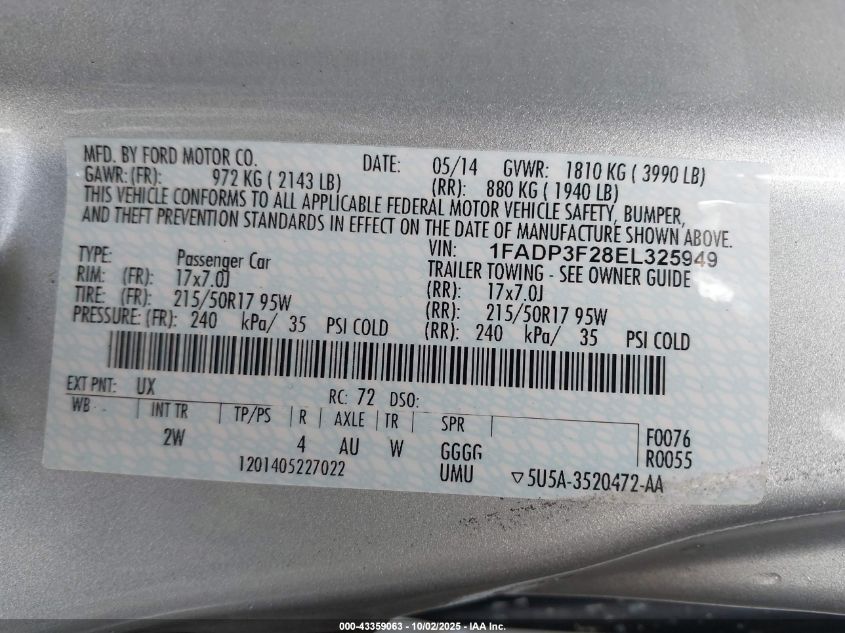 MFD. BY FORD MOTOR CO. DATE: 05/14 GVWR: 1810 KG ( 3990 LB)
GAWR: (FR): 972 KG ( 2143 LB) (RR): 880 KG ( 1940 LB)
THIS VEHICLE CONFORMS TO ALL APPLICABLE FEDERAL MOTOR VEHICLE SAFETY, BUMPER,
AND THEFT PREVENTION STANDARDS IN EFFECT ON THE DATE OF MANUFACTURE SHOWN ABOVE.
VIN: 1FADP3F28EL325949
TYPE: Passenger Car TRAILER TOWING - SEE OWNER GUIDE
RIM: (FR): 17x7.0J (RR): 17x7.0J
TIRE: (FR): 215/50R17 95W (RR): 215/50R17 95W
PRESSURE: (FR): 240 kPa/ 35 PSI COLD (RR): 240 kPa/ 35 PSI COLD
EXT PNT: UX RC: 72 DSO:
WB INT TR TP/PS R AXLE TR SPR F0076
2W 4 AU W GGGG R0055
1201405227022 UMU ▽5U5A-3520472-AA
000-43359063 - 10/02/2025 - IAA Inc.